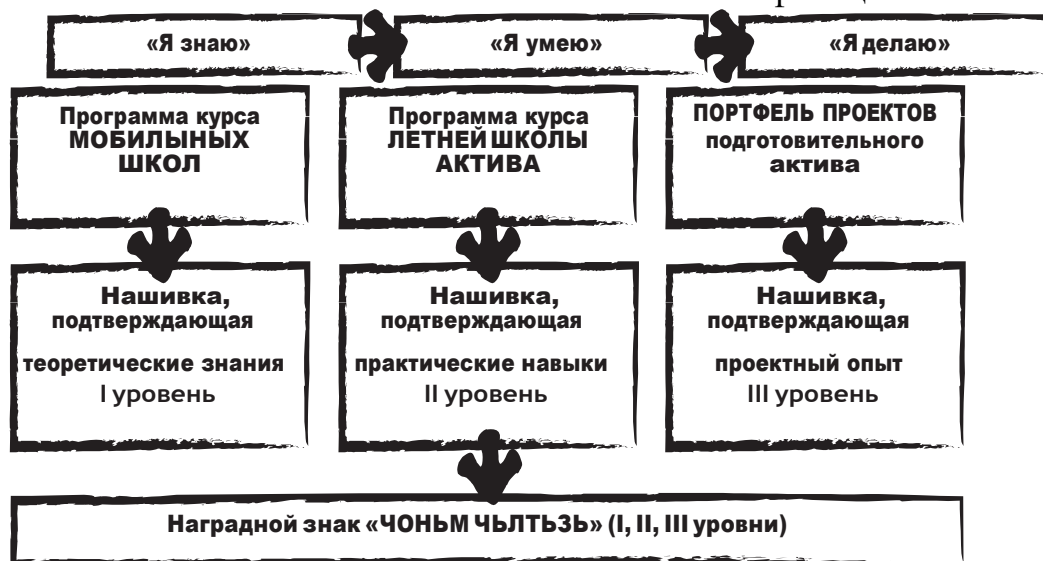 «Я знаю»
«Я умею»
«Я делаю»
Программа курса
МОБИЛЫНЫХ
ШКОЛ
Программа курса
ЛЕТНЕЙ ШКОЛЫ
АКТИВА
ПОРТФЕЛЬ ПРОЕКТОВ
подготовительного
актива
Нашивка,
подтверждающая
теоретические знания
I уровень
Нашивка,
подтверждающая
практические навыки
II уровень
Нашивка,
подтверждающая
проектный опыт
III уровень
Наградной знак «ЧОНЬМ ЧЬЛТЬЗЬ» (I, II, III уровни)